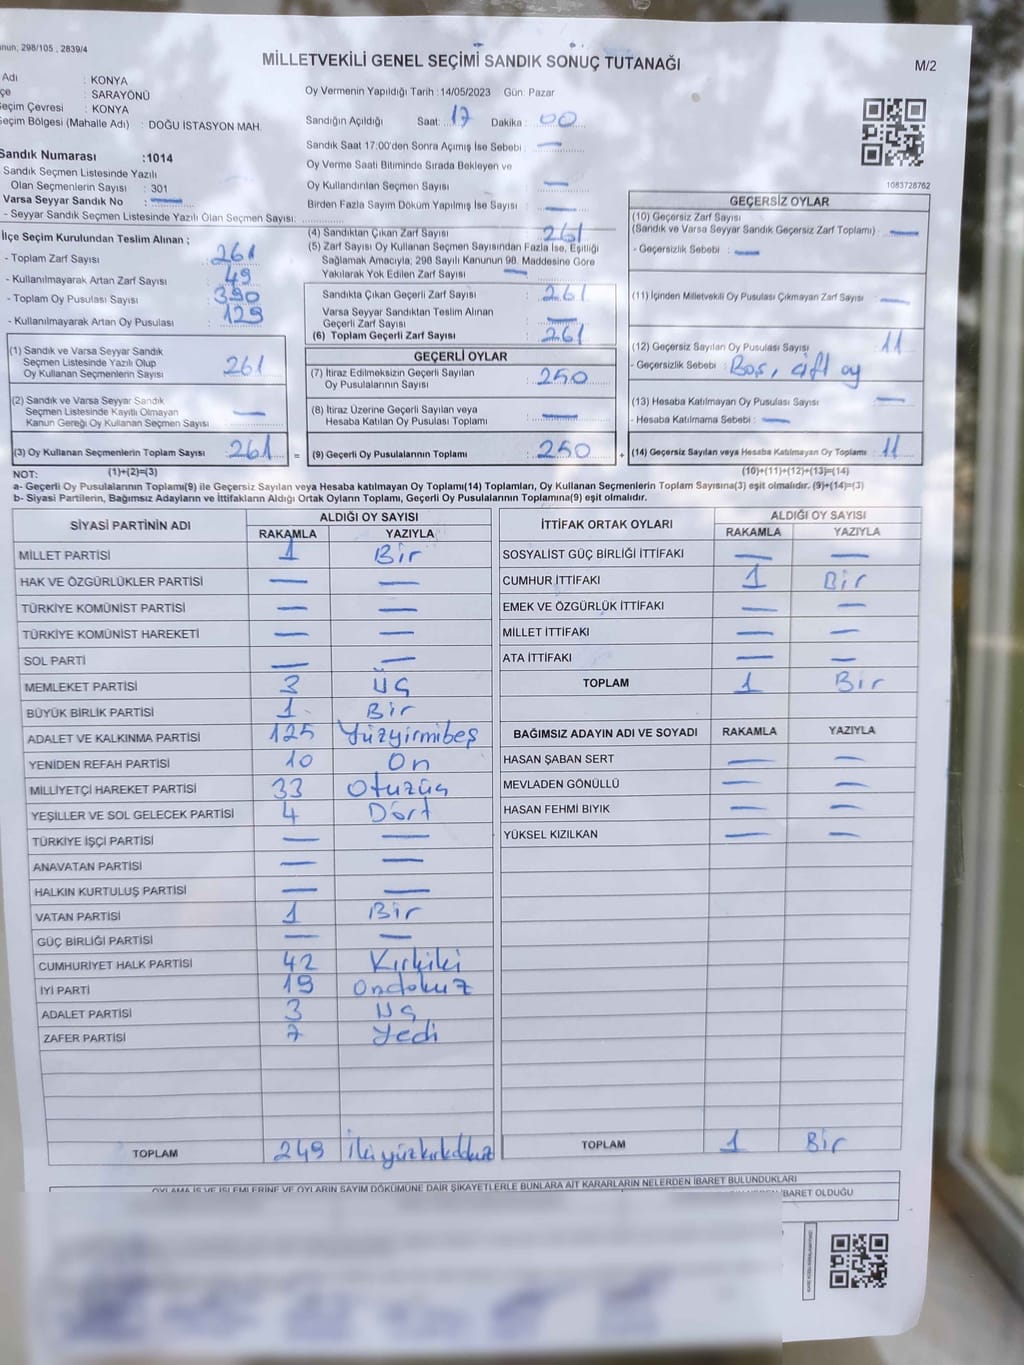 298/105 , 2839/4
MİLLETVEKİLİ GENEL SEÇİMİ SANDIK SONUÇ TUTANAĞI
M/2
Adı : KONYA
SARAYÖNÜ
Seçim Çevresi : KONYA
Seçim Bölgesi (Mahalle Adı) : DOĞU İSTASYON MAH.
Oy Vermenin Yapıldığı Tarih : 14/05/2023 Gün: Pazar
Sandığın Açıldığı Saat: 17 Dakika : 00
Sandık Saat 17:00'den Sonra Açımış İse Sebebi : —
Oy Verme Saati Bitiminde Sırada Bekleyen ve
Oy Kullandırılan Seçmen Sayısı : —
Birden Fazla Sayım Döküm Yapılmış İse Sayısı : —
1083728762
Sandık Numarası :1014
Sandık Seçmen Listesinde Yazılı
Olan Seçmenlerin Sayısı : 301
Varsa Seyyar Sandık No : —
- Seyyar Sandık Seçmen Listesinde Yazılı Olan Seçmen Sayısı:
İlçe Seçim Kurulundan Teslim Alınan ;
- Toplam Zarf Sayısı : 261
- Kullanılmayarak Artan Zarf Sayısı : 49
- Toplam Oy Pusulası Sayısı : 390
- Kullanılmayarak Artan Oy Pusulası : 129
(1) Sandık ve Varsa Seyyar Sandık
Seçmen Listesinde Yazılı Olup
Oy Kullanan Seçmenlerin Sayısı 261
(2) Sandık ve Varsa Seyyar Sandık
Seçmen Listesinde Kayıtlı Olmayan
Kanun Gereği Oy Kullanan Seçmen Sayısı —
(3) Oy Kullanan Seçmenlerin Toplam Sayısı : 261 =
(1)+(2)=(3)
(4) Sandıktan Çıkan Zarf Sayısı : 261
(5) Zarf Sayısı Oy Kullanan Seçmen Sayısından Fazla İse, Eşitliği
Sağlamak Amacıyla, 298 Sayılı Kanunun 98. Maddesine Göre
Yakılarak Yok Edilen Zarf Sayısı : —
Sandıkta Çıkan Geçerli Zarf Sayısı : 261
Varsa Seyyar Sandıktan Teslim Alınan
Geçerli Zarf Sayısı : —
(6) Toplam Geçerli Zarf Sayısı : 261
GEÇERLİ OYLAR
(7) İtiraz Edilmeksizin Geçerli Sayılan
Oy Pusulalarının Sayısı : 250
(8) İtiraz Üzerine Geçerli Sayılan veya
Hesaba Katılan Oy Pusulası Toplamı : —
(9) Geçerli Oy Pusulalarının Toplamı : 250 +
GEÇERSİZ OYLAR
(10) Geçersiz Zarf Sayısı
(Sandık ve Varsa Seyyar Sandık Geçersiz Zarf Toplamı) : —
- Geçersizlik Sebebi : —
(11) İçinden Milletvekili Oy Pusulası Çıkmayan Zarf Sayısı : —
(12) Geçersiz Sayılan Oy Pusulası Sayısı : 11
- Geçersizlik Sebebi : Boş, çift oy
(13) Hesaba Katılmayan Oy Pusulası Sayısı : —
- Hesaba Katılmama Sebebi : —
(14) Geçersiz Sayılan veya Hesaba Katılmayan Oy Toplamı : 11
(10)+(11)+(12)+(13)=(14)
NOT:
a- Geçerli Oy Pusulalarının Toplamı(9) ile Geçersiz Sayılan veya Hesaba katılmayan Oy Toplamı(14) Toplamları, Oy Kullanan Seçmenlerin Toplam Sayısına(3) eşit olmalıdır. (9)+(14)=(3)
b- Siyasi Partilerin, Bağımsız Adayların ve İttifakların Aldığı Ortak Oyların Toplamı, Geçerli Oy Pusulalarının Toplamına(9) eşit olmalıdır.
SİYASİ PARTİNİN ADI ALDIĞI OY SAYISI
RAKAMLA YAZIYLA
MİLLET PARTİSİ 1 Bir
HAK VE ÖZGÜRLÜKLER PARTİSİ — —
TÜRKİYE KOMÜNİST PARTİSİ — —
TÜRKİYE KOMÜNİST HAREKETİ — —
SOL PARTİ — —
MEMLEKET PARTİSİ 3 Üç
BÜYÜK BİRLİK PARTİSİ 1 Bir
ADALET VE KALKINMA PARTİSİ 125 Yüzyirmibeş
YENİDEN REFAH PARTİSİ 10 On
MİLLİYETÇİ HAREKET PARTİSİ 33 Otuzüç
YEŞİLLER VE SOL GELECEK PARTİSİ 4 Dört
TÜRKİYE İŞÇİ PARTİSİ — —
ANAVATAN PARTİSİ — —
HALKIN KURTULUŞ PARTİSİ — —
VATAN PARTİSİ 1 Bir
GÜÇ BİRLİĞİ PARTİSİ — —
CUMHURİYET HALK PARTİSİ 42 Kırkiki
İYİ PARTİ 19 Ondokuz
ADALET PARTİSİ 3 Üç
ZAFER PARTİSİ 7 Yedi
TOPLAM 249 İkiyüzkırkdokuz
İTTİFAK ORTAK OYLARI ALDIĞI OY SAYISI
RAKAMLA YAZIYLA
SOSYALİST GÜÇ BİRLİĞİ İTTİFAKI — —
CUMHUR İTTİFAKI 1 Bir
EMEK VE ÖZGÜRLÜK İTTİFAKI — —
MİLLET İTTİFAKI — —
ATA İTTİFAKI — —
TOPLAM 1 Bir
BAĞIMSIZ ADAYIN ADI VE SOYADI RAKAMLA YAZIYLA
HASAN ŞABAN SERT — —
MEVLADEN GÖNÜLLÜ — —
HASAN FEHMİ BIYIK — —
YÜKSEL KIZILKAN — —
TOPLAM 1 Bir
OYLAMA İŞ VE İŞLEMLERİNE VE OYLARIN SAYIM DÖKÜMÜNE DAİR ŞİKAYETLERLE BUNLARA AİT KARARLARIN NELERDEN İBARET BULUNDUKLARI
İBARET OLDUĞU